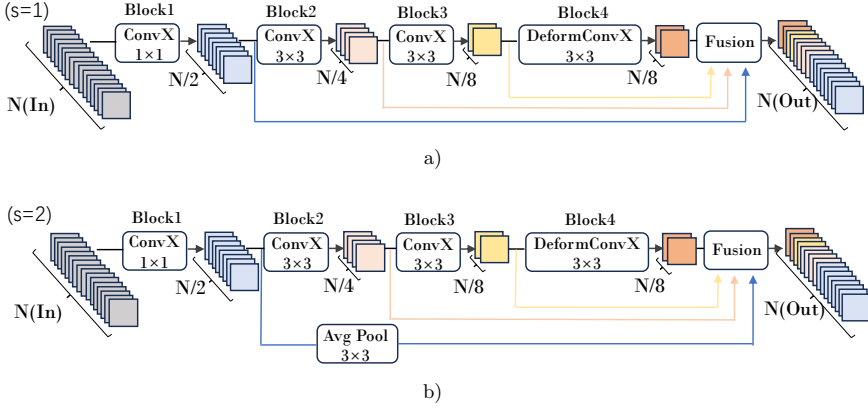 (s=1)
Block1
Block2
Block3
Block4
ConvX
1×1
ConvX
3×3
ConvX
3×3
DeformConvX
3×3
Fusion
N(In)
N/2
N/4
N/8
N/8
N(Out)
a)
(s=2)
Block1
Block2
Block3
Block4
ConvX
1×1
ConvX
3×3
ConvX
3×3
DeformConvX
3×3
Fusion
N(In)
N/2
N/4
N/8
N/8
N(Out)
Avg Pool
3×3
b)